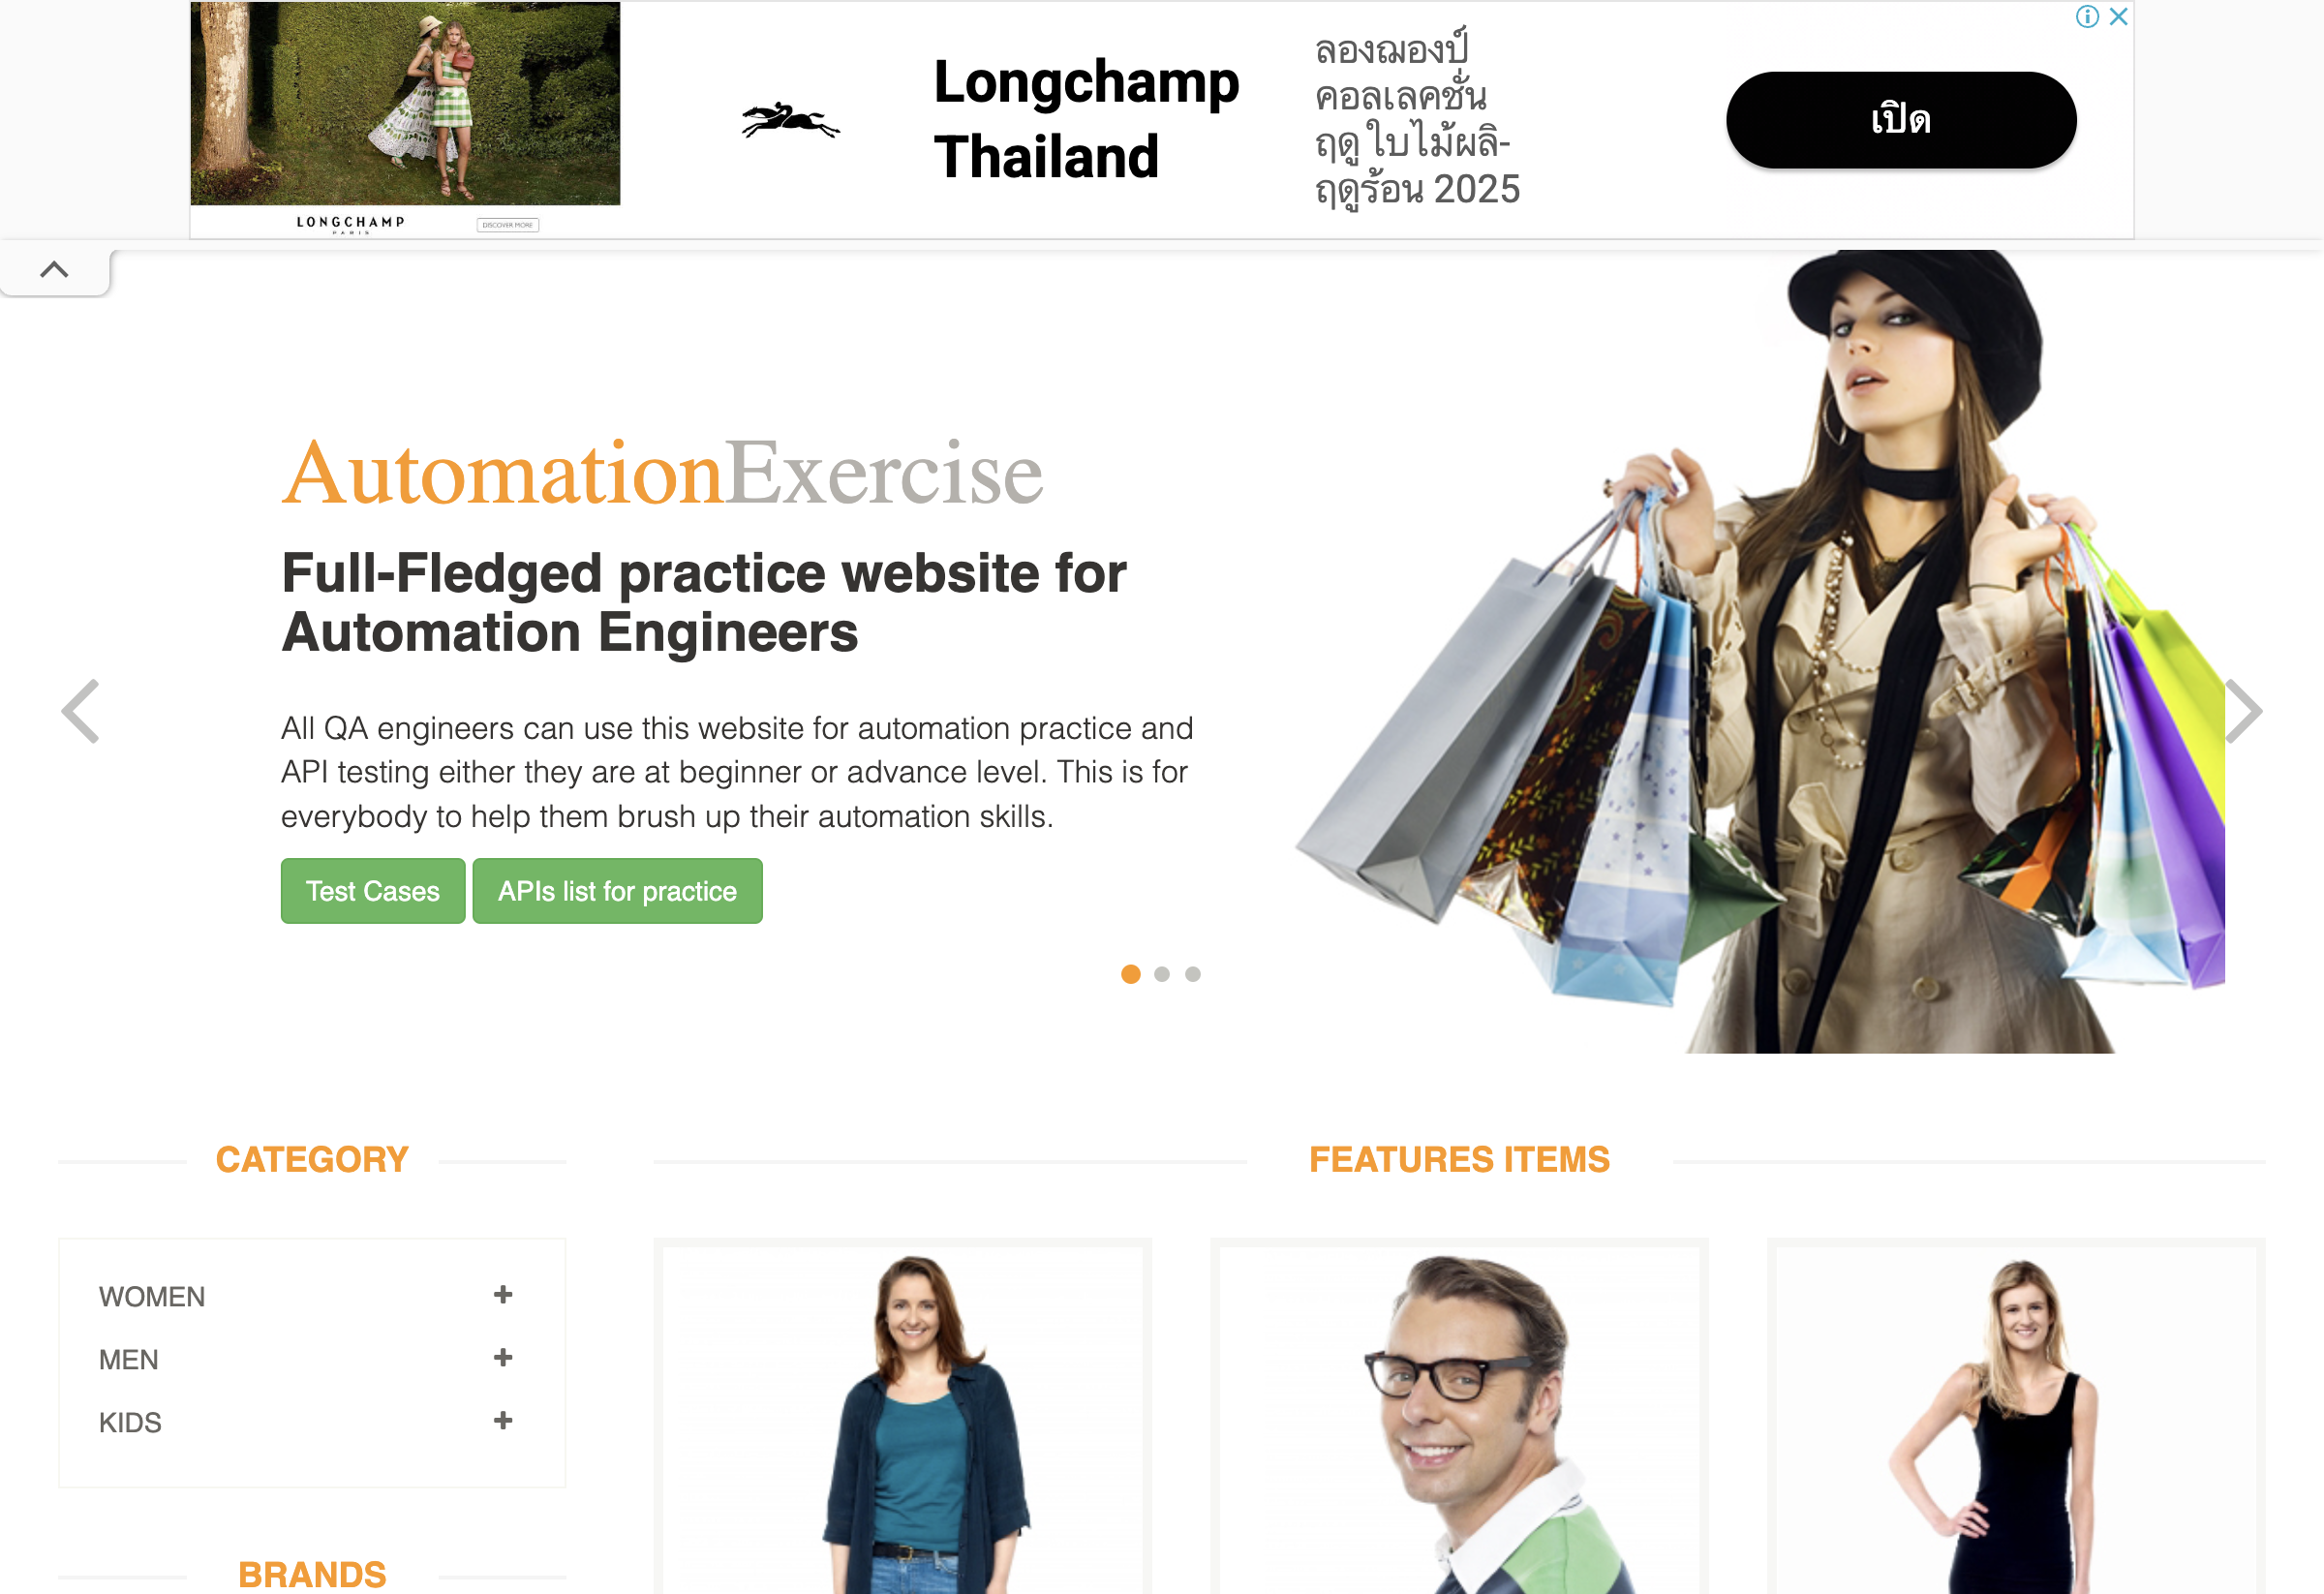 LONGCHAMP
PARIS
DISCOVER MORE
Longchamp
Thailand
ลองฌองป์
คอลเลคชั่น
ฤดู ใบไม้ผลิ-
ฤดูร้อน 2025
เปิด
AutomationExercise
Full-Fledged practice website for
Automation Engineers
All QA engineers can use this website for automation practice and
API testing either they are at beginner or advance level. This is for
everybody to help them brush up their automation skills.
Test Cases
APIs list for practice
CATEGORY
WOMEN
MEN
KIDS
BRANDS
FEATURES ITEMS